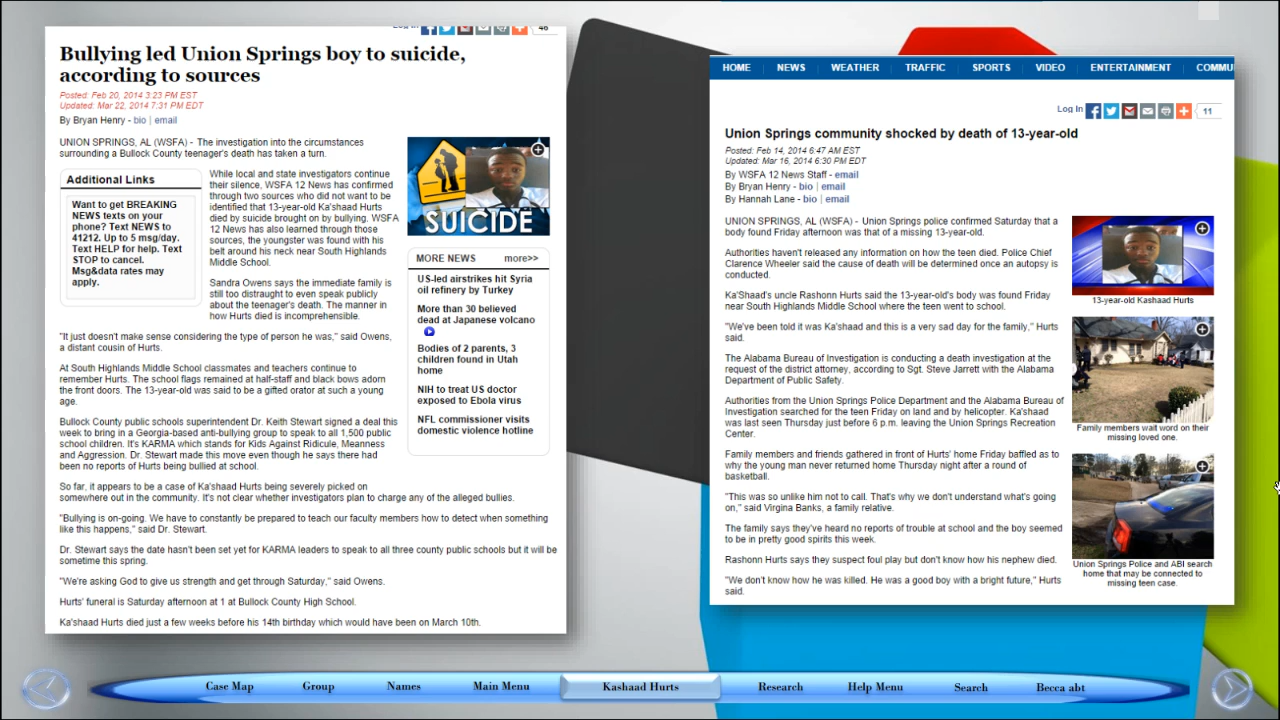 46
Bullying led Union Springs boy to suicide,
according to sources
Posted: Feb 20, 2014 3:23 PM EST
Updated: Mar 22, 2014 7:31 PM EDT
By Bryan Henry - bio | email
UNION SPRINGS, AL (WSFA) - The investigation into the circumstances
surrounding a Bullock County teenager's death has taken a turn.
Additional Links
Want to get BREAKING
NEWS texts on your
phone? Text NEWS to
41212. Up to 5 msg/day.
Text HELP for help. Text
STOP to cancel.
Msg&data rates may
apply.
While local and state investigators continue
their silence, WSFA 12 News has confirmed
through two sources who did not want to be
identified that 13-year-old Ka'Shaad Hurts
died by suicide brought on by bullying. WSFA
12 News has also learned through those
sources, the youngster was found with his
belt around his neck near South Highlands
Middle School.
Sandra Owens says the immediate family is
still too distraught to even speak publicly
about the teenager's death. The manner in
how Hurts died is incomprehensible.
SUICIDE
MORE NEWS more>>
US-led airstrikes hit Syria
oil refinery by Turkey
More than 30 believed
dead at Japanese volcano
Bodies of 2 parents, 3
children found in Utah
home
NIH to treat US doctor
exposed to Ebola virus
NFL commissioner visits
domestic violence hotline
"It just doesn't make sense considering the type of person he was," said Owens,
a distant cousin of Hurts.
At South Highlands Middle School classmates and teachers continue to
remember Hurts. The school flags remained at half-staff and black bows adorn
the front doors. The 13-year-old was said to be a gifted orator at such a young
age.
Bullock County public schools superintendent Dr. Keith Stewart signed a deal this
week to bring in a Georgia-based anti-bullying group to speak to all 1,500 public
school children. It's KARMA which stands for Kids Against Ridicule, Meanness
and Aggression. Dr. Stewart made this move even though he says there had
been no reports of Hurts being bullied at school.
So far, it appears to be a case of Ka'Shaad Hurts being severely picked on
somewhere out in the community. It's not clear whether investigators plan to charge any of the alleged bullies.
"Bullying is on-going. We have to constantly be prepared to teach our faculty members how to detect when something
like this happens," said Dr. Stewart.
Dr. Stewart says the date hasn't been set yet for KARMA leaders to speak to all three county public schools but it will be
sometime this spring.
"We're asking God to give us strength and get through Saturday," said Owens.
Hurts' funeral is Saturday afternoon at 1 at Bullock County High School.
Ka'shaad Hurts died just a few weeks before his 14th birthday which would have been on March 10th.
HOME NEWS WEATHER TRAFFIC SPORTS VIDEO ENTERTAINMENT COMMU
Log In 11
Union Springs community shocked by death of 13-year-old
Posted: Feb 14, 2014 6:47 AM EST
Updated: Mar 16, 2014 6:30 PM EDT
By WSFA 12 News Staff - email
By Bryan Henry - bio | email
By Hannah Lane - bio | email
UNION SPRINGS, AL (WSFA) - Union Springs police confirmed Saturday that a
body found Friday afternoon was that of a missing 13-year-old.
Authorities haven't released any information on how the teen died. Police Chief
Clarence Wheeler said the cause of death will be determined once an autopsy is
conducted.
Ka'Shaad's uncle Rashonn Hurts said the 13-year-old's body was found Friday
near South Highlands Middle School where the teen went to school.
"We've been told it was Ka'shaad and this is a very sad day for the family," Hurts
said.
The Alabama Bureau of Investigation is conducting a death investigation at the
request of the district attorney, according to Sgt. Steve Jarrett with the Alabama
Department of Public Safety.
Authorities from the Union Springs Police Department and the Alabama Bureau of
Investigation searched for the teen Friday on land and by helicopter. Ka'shaad
was last seen Thursday just before 6 p.m. leaving the Union Springs Recreation
Center.
Family members and friends gathered in front of Hurts' home Friday baffled as to
why the young man never returned home Thursday night after a round of
basketball.
"This was so unlike him not to call. That's why we don't understand what's going
on," said Virgina Banks, a family relative.
The family says they've heard no reports of trouble at school and the boy seemed
to be in pretty good spirits this week.
Rashonn Hurts says they suspect foul play but don't know how his nephew died.
"We don't know how he was killed. He was a good boy with a bright future," Hurts
said.
13-year-old Kashaad Hurts
Family members wait word on their
missing loved one.
Union Springs Police and ABI search
home that may be connected to
missing teen case.
Case Map Group Names Main Menu Kashaad Hurts Research Help Menu Search Becca abt